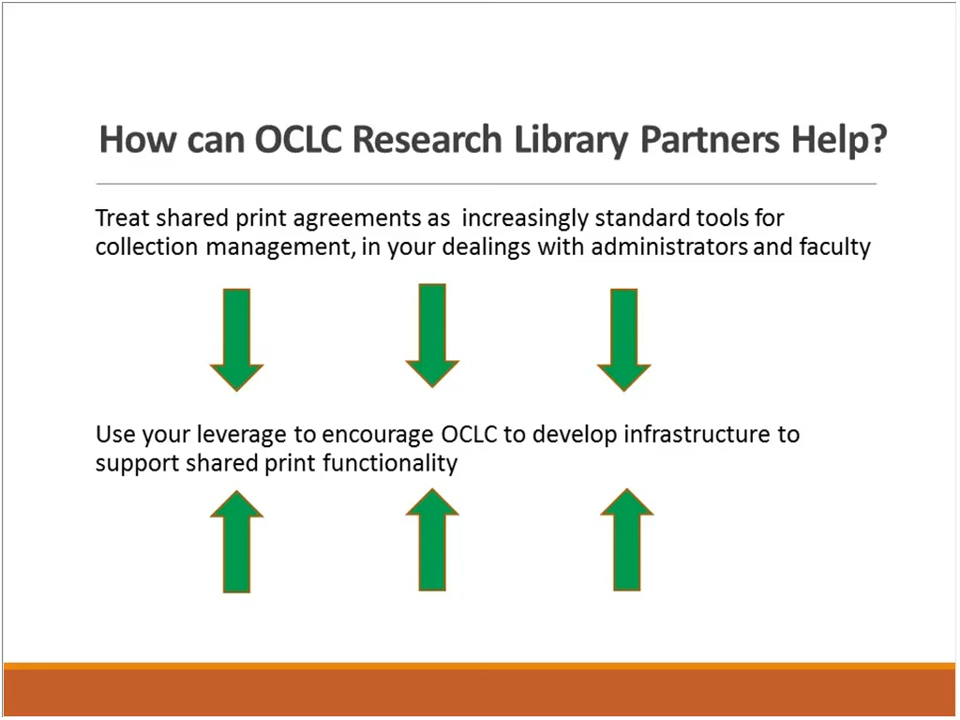 How can OCLC Research Library Partners Help?
Treat shared print agreements as increasingly standard tools for
collection management, in your dealings with administrators and faculty
Use your leverage to encourage OCLC to develop infrastructure to
support shared print functionality